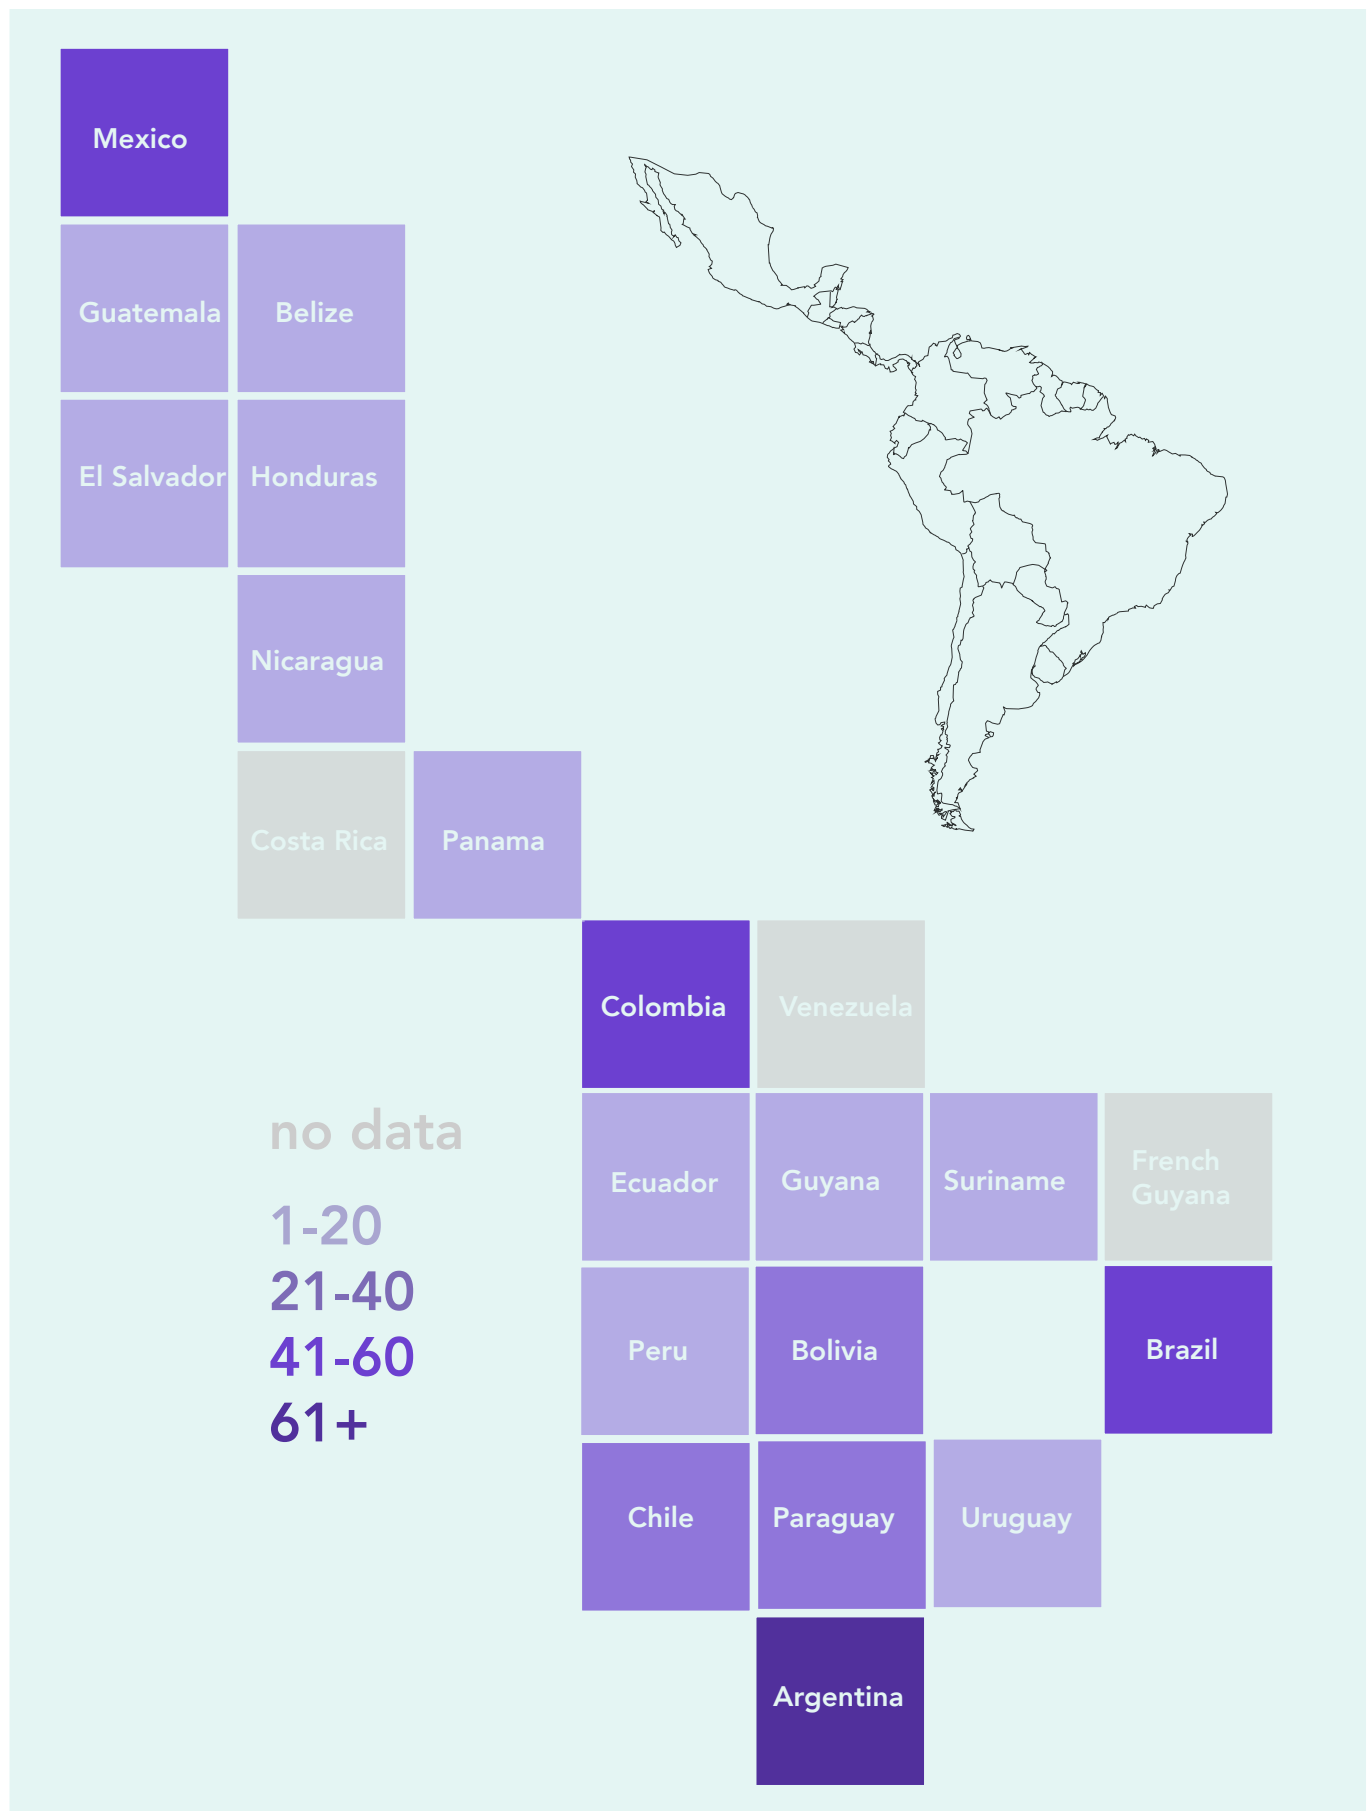 Mexico
Guatemala
Belize
El Salvador
Honduras
Nicaragua
Costa Rica
Panama
Colombia
Venezuela
no data
1-20
21-40
41-60
61+
Ecuador
Guyana
Suriname
French
Guyana
Peru
Bolivia
Brazil
Chile
Paraguay
Uruguay
Argentina